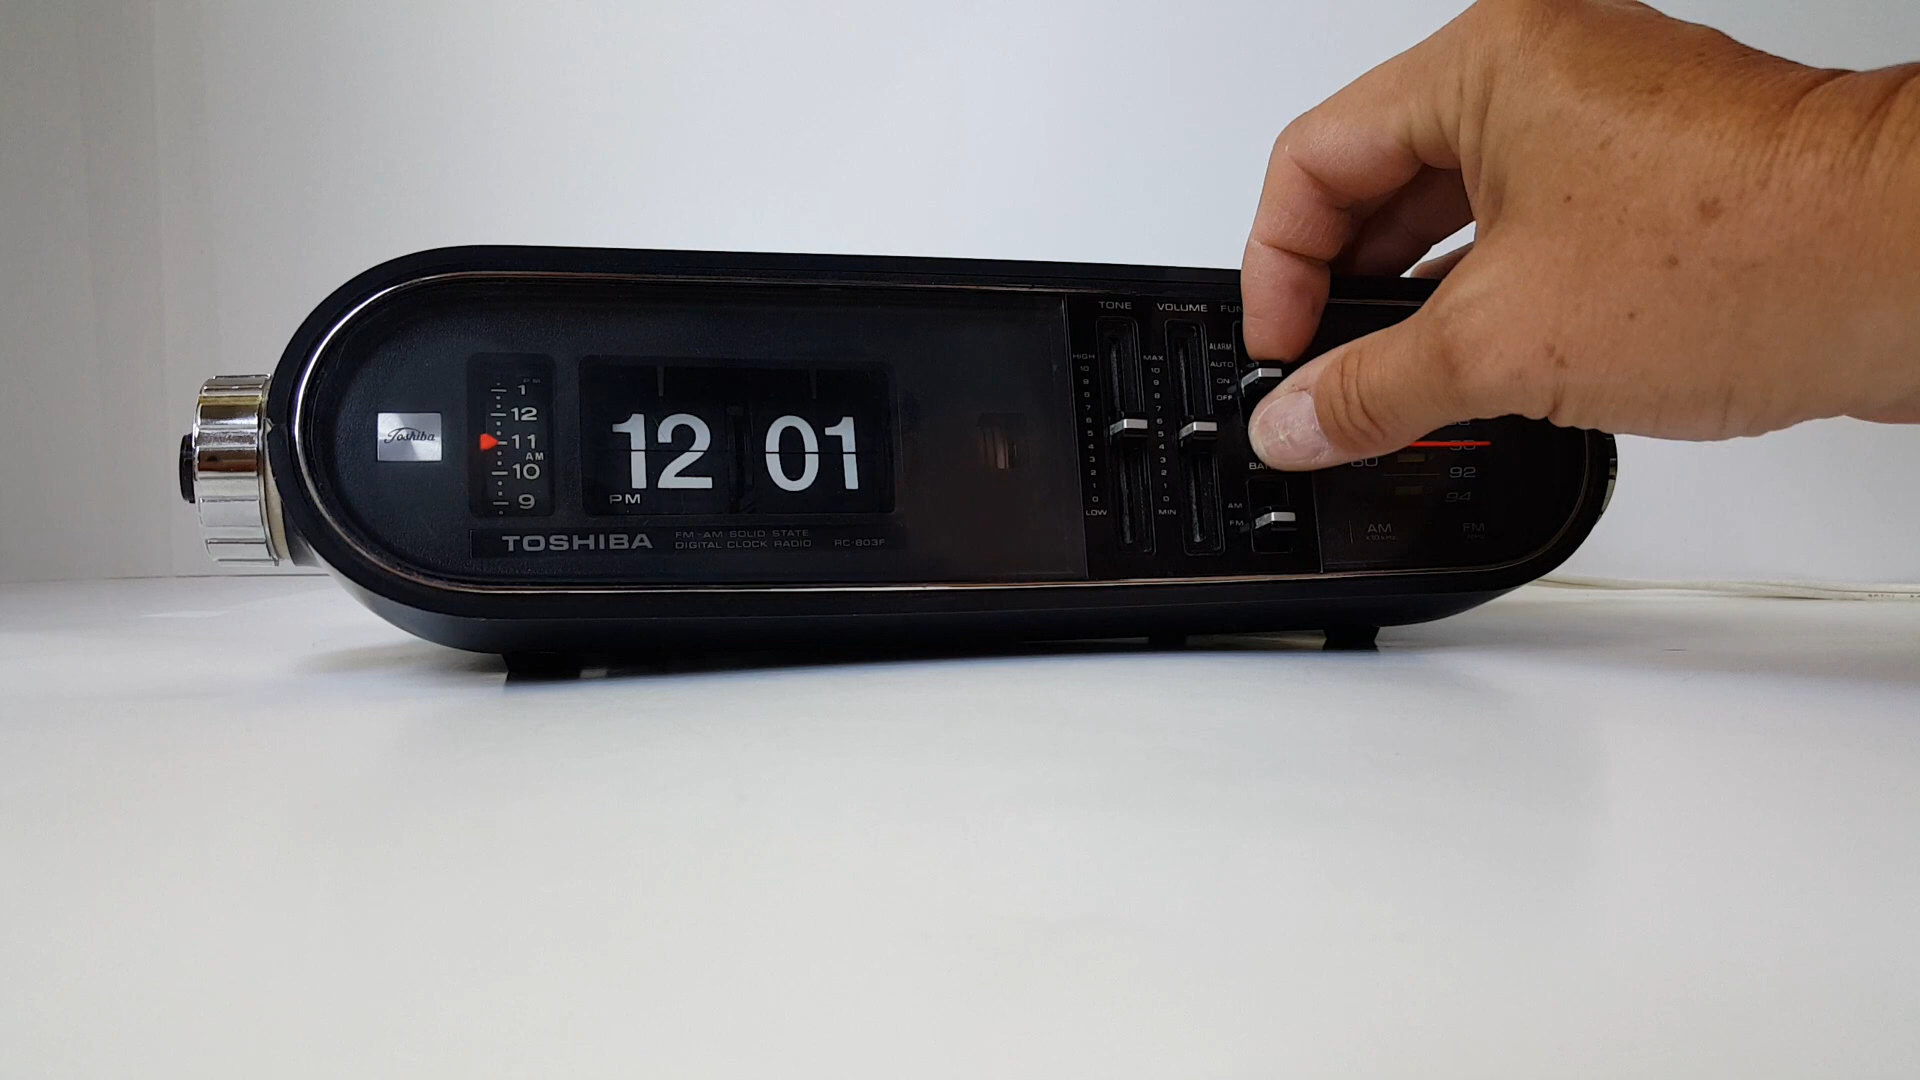 Toshiba
1
12
11
AM
10
9
12 01
PM
TOSHIBA
FM-AM SOLID STATE
DIGITAL CLOCK RADIO
RC-803F
TONE
HIGH
10
9
8
7
6
5
4
3
2
1
0
LOW
VOLUME
MAX
10
9
8
7
6
5
4
3
2
1
0
MIN
FUN
ALARM
AUTO
ON
OFF
BAN
AM
FM
92
94
AM
FM